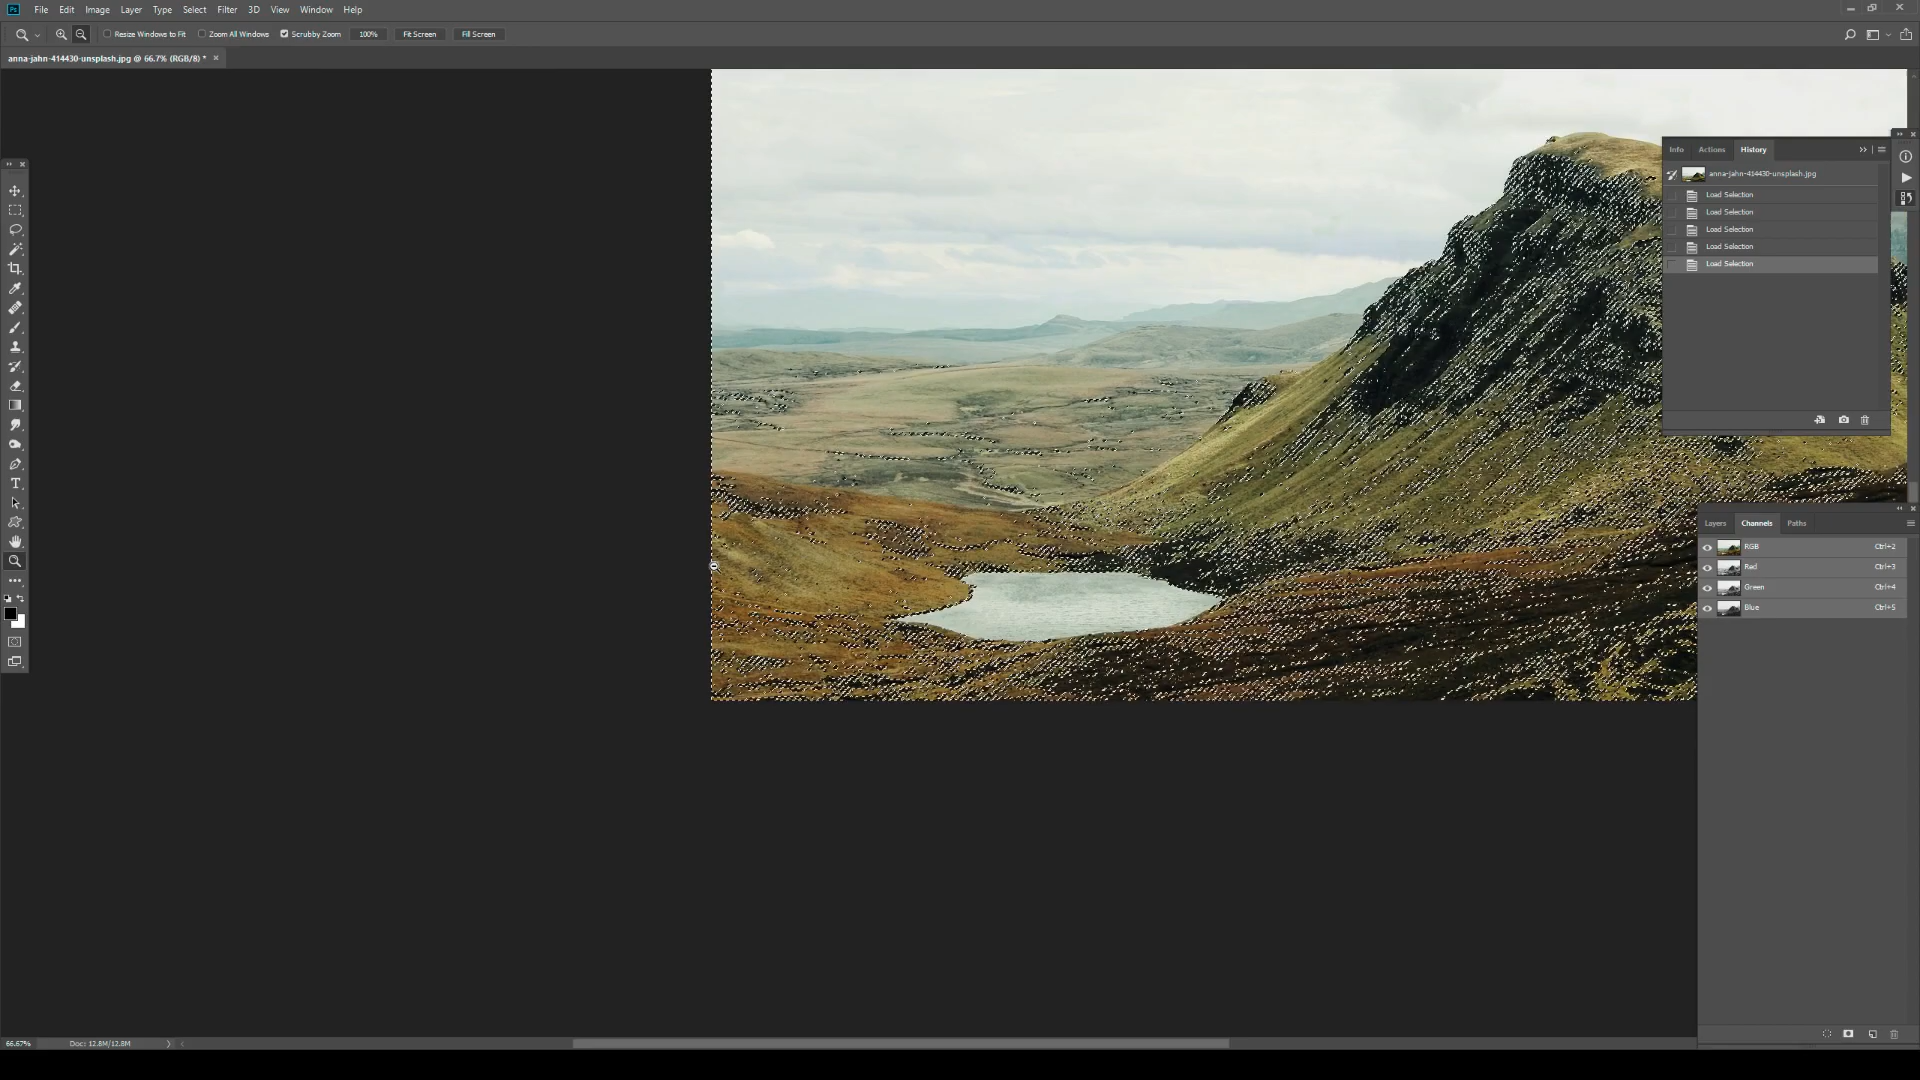 Ps File Edit Image Layer Type Select Filter 3D View Window Help
Resize Windows to Fit Zoom All Windows Scrubby Zoom 100% Fit Screen Fill Screen
anna-jahn-414430-unsplash.jpg @ 66.7% (RGB/8) *
Info Actions History
anna-jahn-414430-unsplash.jpg
Load Selection
Load Selection
Load Selection
Load Selection
Load Selection
Layers Channels Paths
RGB Ctrl+2
Red Ctrl+3
Green Ctrl+4
Blue Ctrl+5
66.67% Doc: 12.8M/12.8M